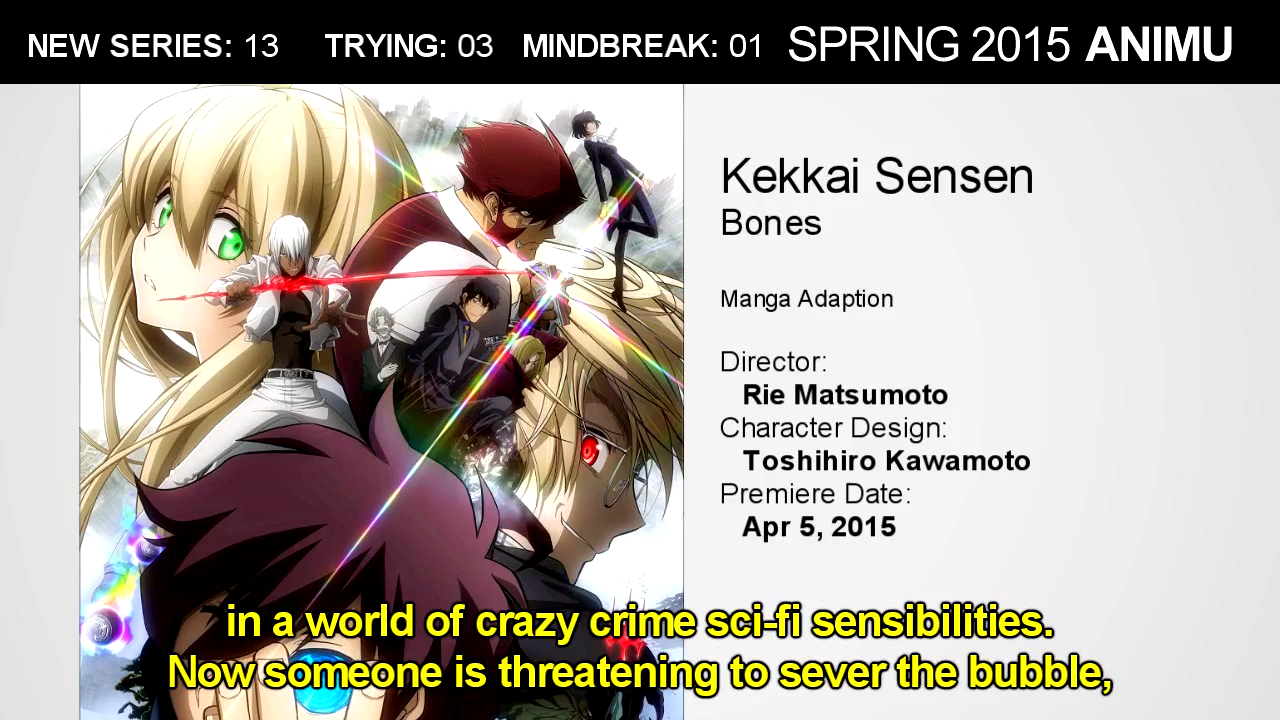 NEW SERIES: 13 TRYING: 03 MINDBREAK: 01 SPRING 2015 ANIMU
Kekkai Sensen
Bones
Manga Adaption
Director:
Rie Matsumoto
Character Design:
Toshihiro Kawamoto
Premiere Date:
Apr 5, 2015
in a world of crazy crime sci-fi sensibilities.
Now someone is threatening to sever the bubble,